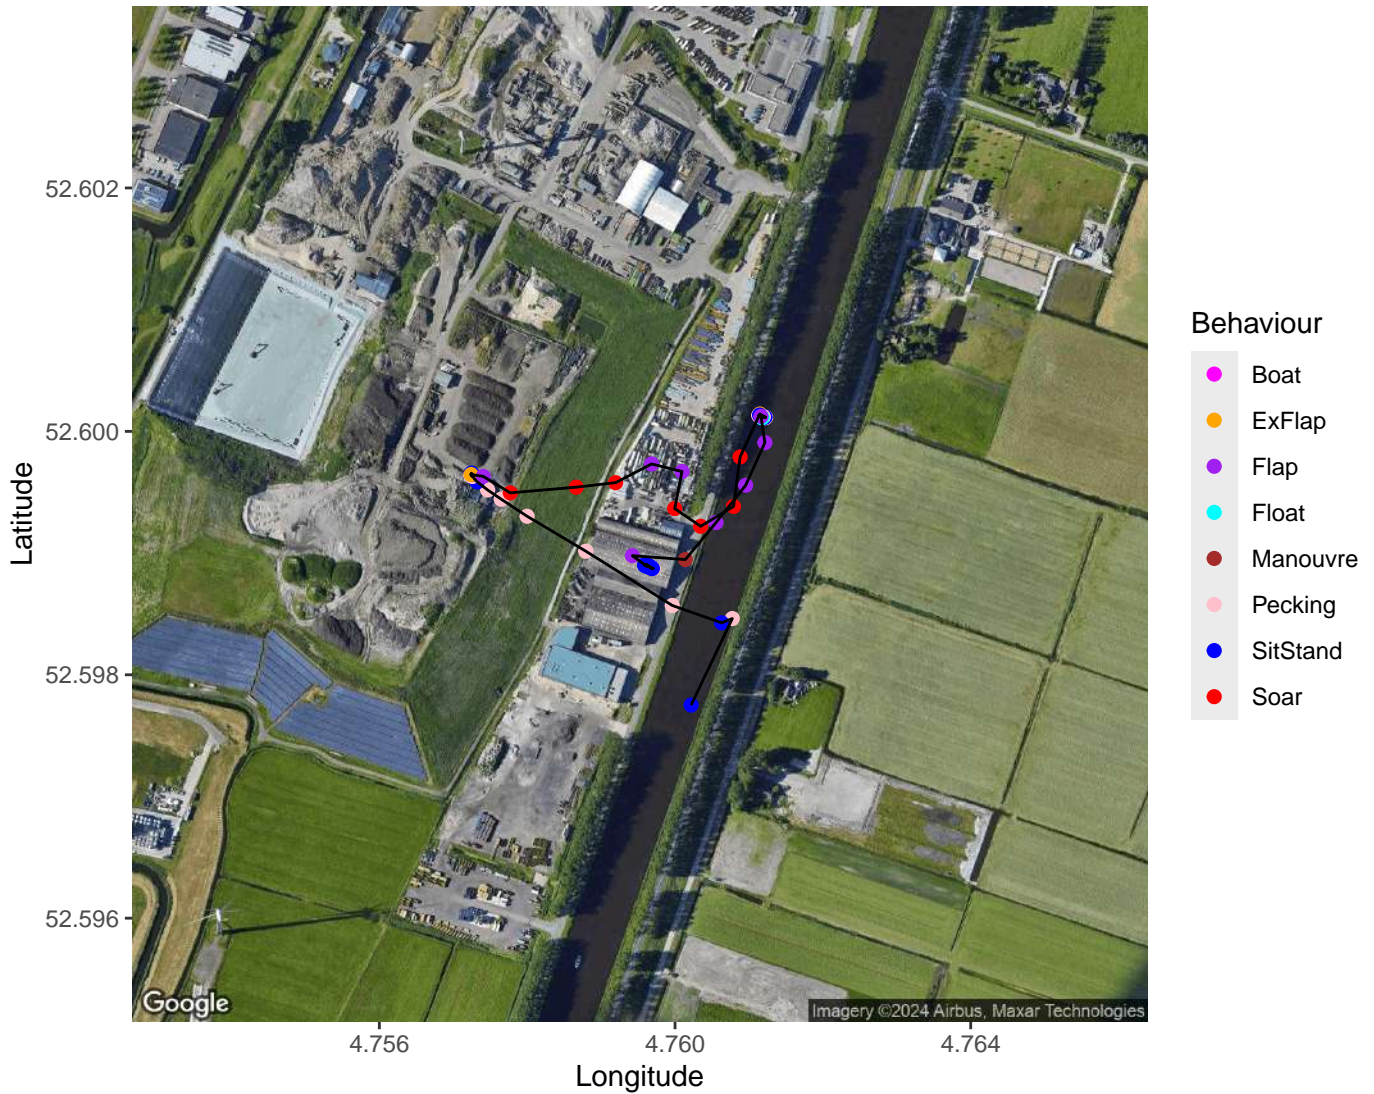 52.602
52.600
52.598
52.596
Latitude
4.756
4.760
4.764
Longitude
Google
Imagery ©2024 Airbus, Maxar Technologies
Behaviour
Boat
ExFlap
Flap
Float
Manouvre
Pecking
SitStand
Soar